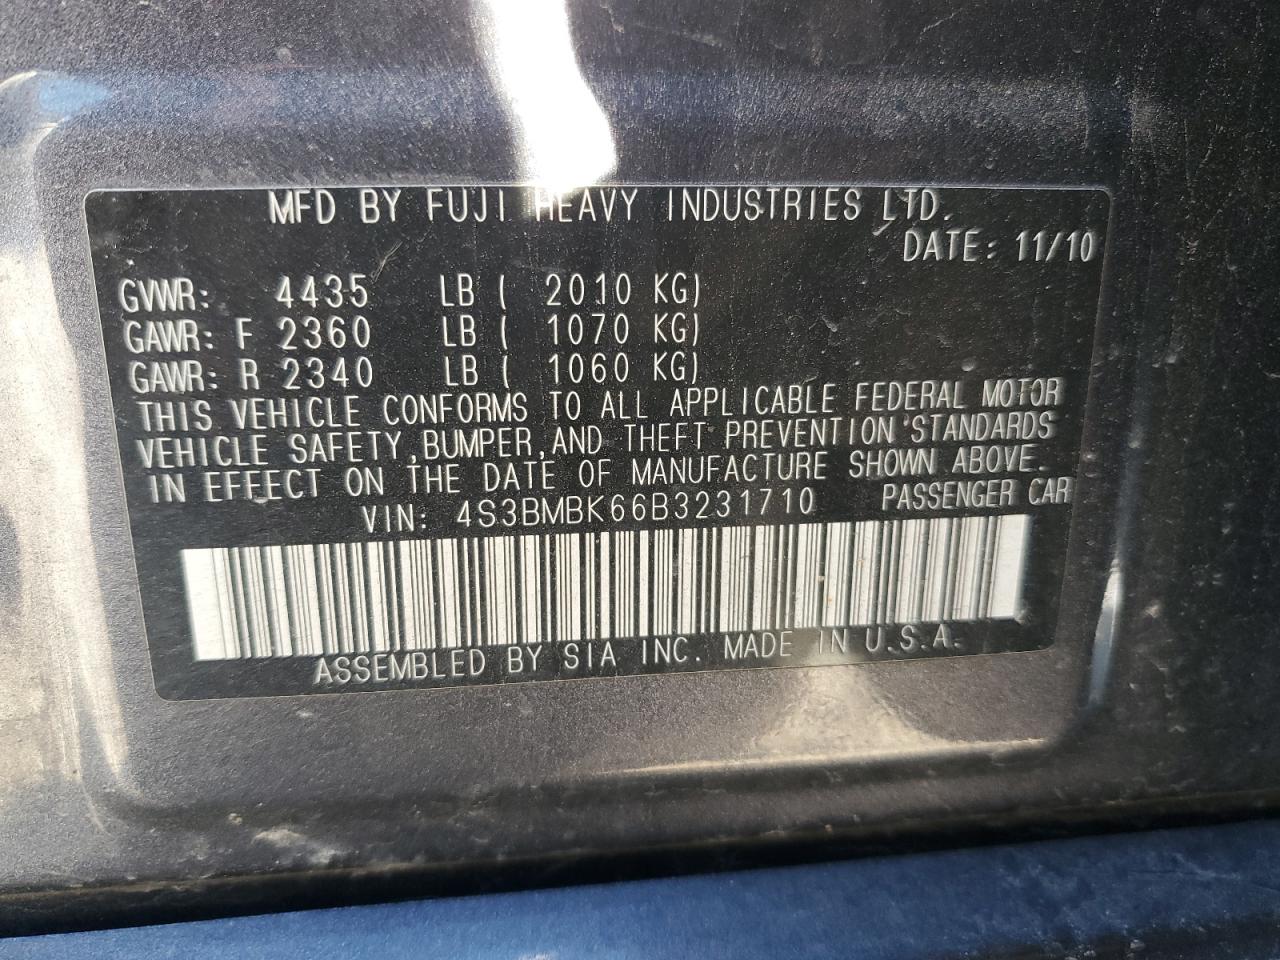 MFD BY FUJI HEAVY INDUSTRIES LTD.
DATE: 11/10
GVWR: 4435 LB ( 2010 KG)
GAWR: F 2360 LB ( 1070 KG)
GAWR: R 2340 LB ( 1060 KG)
THIS VEHICLE CONFORMS TO ALL APPLICABLE FEDERAL MOTOR
VEHICLE SAFETY,BUMPER,AND THEFT PREVENTION STANDARDS
IN EFFECT ON THE DATE OF MANUFACTURE SHOWN ABOVE.
VIN: 4S3BMBK66B3231710 PASSENGER CAR
ASSEMBLED BY SIA INC. MADE IN U.S.A.